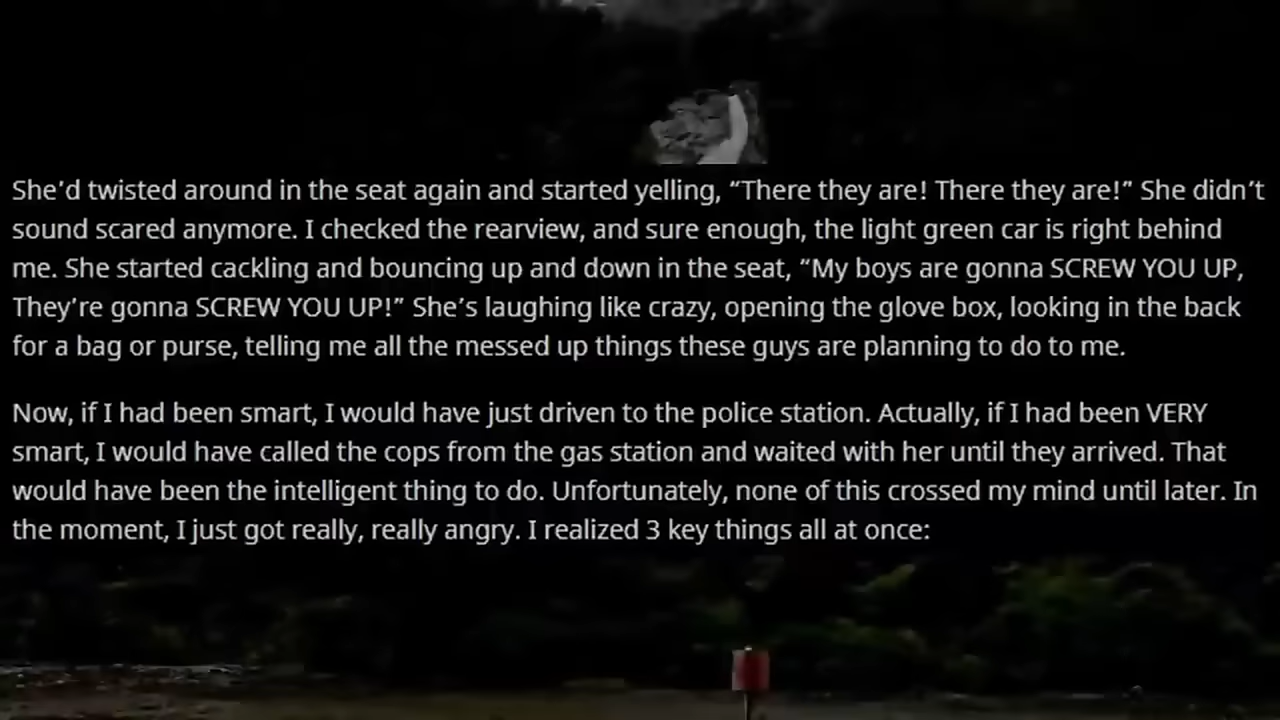 She’d twisted around in the seat again and started yelling, “There they are! There they are!” She didn’t
sound scared anymore. I checked the rearview, and sure enough, the light green car is right behind
me. She started cackling and bouncing up and down in the seat, “My boys are gonna SCREW YOU UP,
They’re gonna SCREW YOU UP!” She’s laughing like crazy, opening the glove box, looking in the back
for a bag or purse, telling me all the messed up things these guys are planning to do to me.
Now, if I had been smart, I would have just driven to the police station. Actually, if I had been VERY
smart, I would have called the cops from the gas station and waited with her until they arrived. That
would have been the intelligent thing to do. Unfortunately, none of this crossed my mind until later. In
the moment, I just got really, really angry. I realized 3 key things all at once: